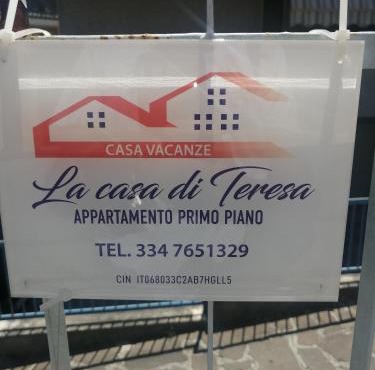 CASA VACANZE
La casa di Teresa
APPARTAMENTO PRIMO PIANO
TEL. 334 7651329
CIN IT068033C2AB7HGLL5